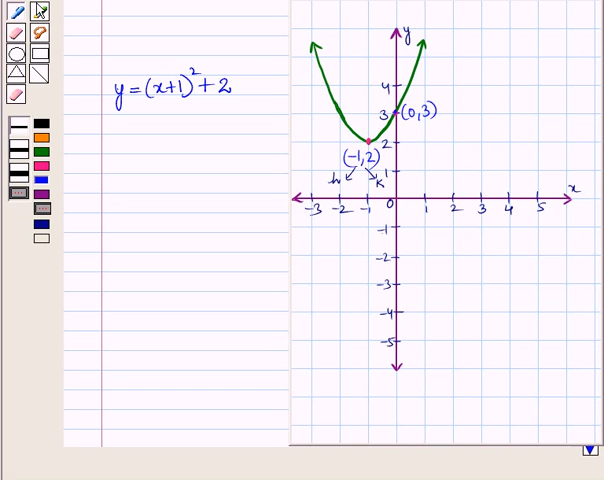 y = (x+1)² + 2
y
4
3 (0,3)
2
(-1,2)
h k
1
x
-3 -2 -1 0 1 2 3 4 5
-1
-2
-3
-4
-5